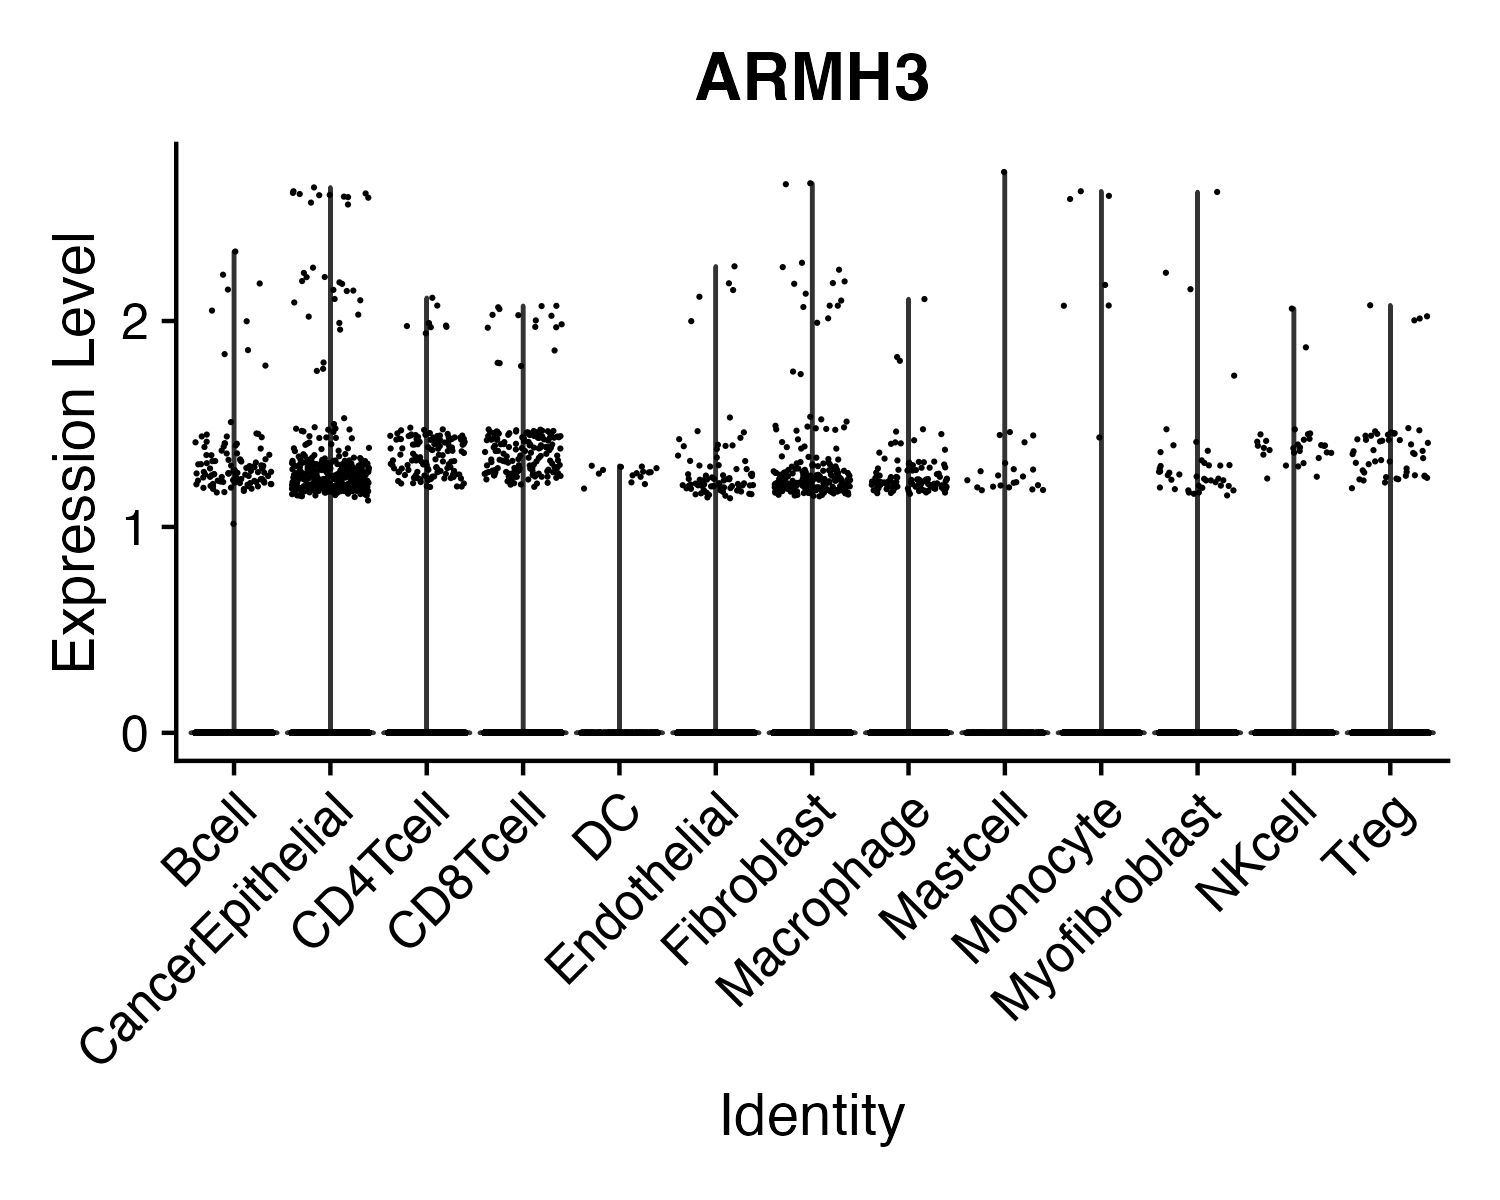 ARMH3
Expression Level
2
1
0
Bcell
CancerEpithelial
CD4Tcell
CD8Tcell
DC
Endothelial
Fibroblast
Macrophage
Mastcell
Monocyte
Myofibroblast
NKcell
Treg
Identity